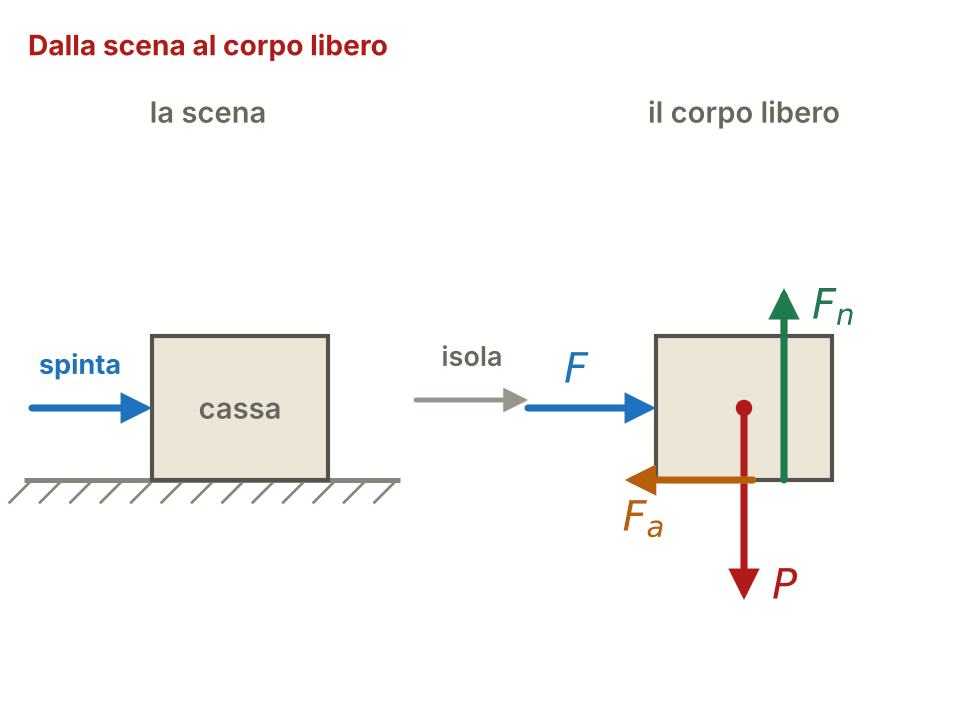 Dalla scena al corpo libero
la scena
il corpo libero
spinta
cassa
isola
F
Fn
Fa
P